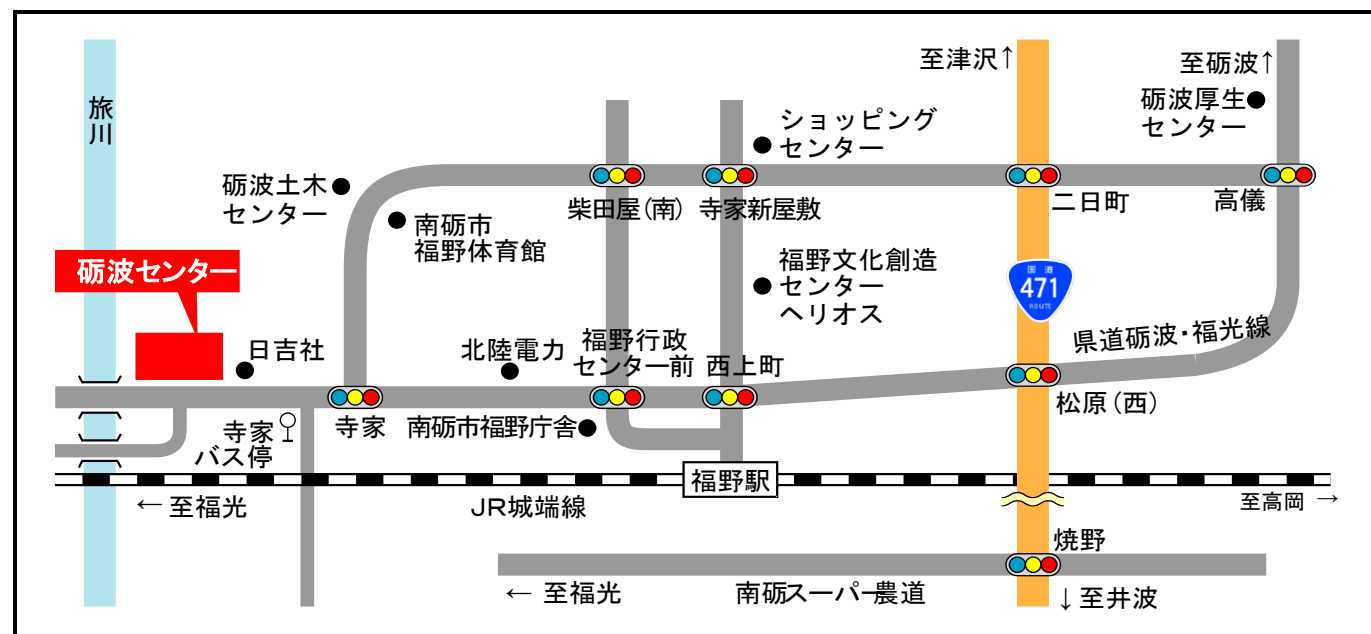 至津沢↑
至砺波↑
旅川
砺波厚生
センター
ショッピング
センター
砺波土木
センター
柴田屋(南)
寺家新屋敷
二日町
高儀
南砺市
福野体育館
砺波センター
福野文化創造
センター
ヘリオス
国道
471
ROUTE
県道砺波・福光線
日吉社
北陸電力
福野行政
センター前
西上町
松原(西)
寺家
バス停
寺家
南砺市福野庁舎
福野駅
←至福光
JR城端線
至高岡→
焼野
←至福光
南砺スーパー農道
↓至井波